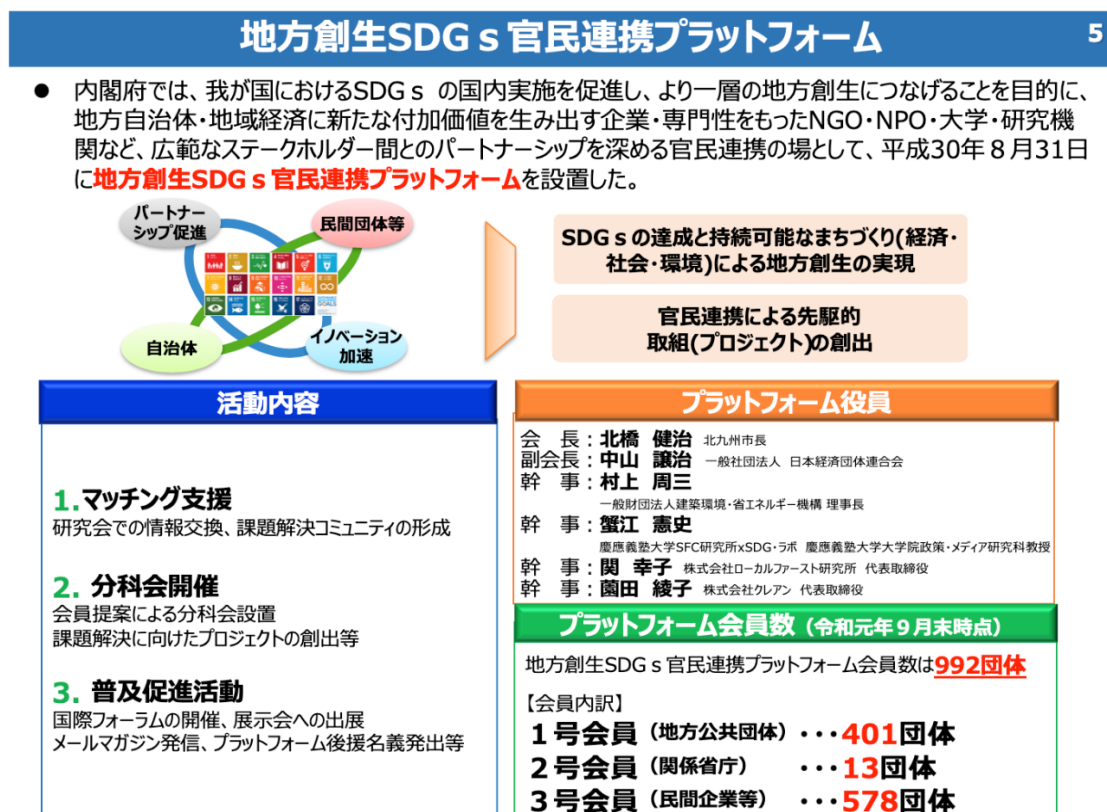 地方創生SDGｓ官民連携プラットフォーム
5
● 内閣府では、我が国におけるSDGｓ の国内実施を促進し、より一層の地方創生につなげることを目的に、
地方自治体・地域経済に新たな付加価値を生み出す企業・専門性をもったNGO・NPO・大学・研究機
関など、広範なステークホルダー間とのパートナーシップを深める官民連携の場として、平成30年８月31日
に地方創生SDGｓ官民連携プラットフォームを設置した。
パートナー
シップ促進
民間団体等
自治体
イノベーション
加速
SDGｓの達成と持続可能なまちづくり(経済・
社会・環境)による地方創生の実現
官民連携による先駆的
取組(プロジェクト)の創出
活動内容
1.マッチング支援
研究会での情報交換、課題解決コミュニティの形成
2. 分科会開催
会員提案による分科会設置
課題解決に向けたプロジェクトの創出等
3. 普及促進活動
国際フォーラムの開催、展示会への出展
メールマガジン発信、プラットフォーム後援名義発出等
プラットフォーム役員
会　長：北橋　健治　北九州市長
副会長：中山　讓治　一般社団法人　日本経済団体連合会
幹　事：村上　周三
一般財団法人建築環境・省エネルギー機構 理事長
幹　事：蟹江　憲史
慶應義塾大学SFC研究所xSDG・ラボ　慶應義塾大学大学院政策・メディア研究科教授
幹　事：関　幸子　株式会社ローカルファースト研究所　代表取締役
幹　事：薗田　綾子　株式会社クレアン　代表取締役
プラットフォーム会員数（令和元年９月末時点）
地方創生SDGｓ官民連携プラットフォーム会員数は992団体
【会員内訳】
１号会員（地方公共団体）・・・401団体
２号会員（関係省庁）　　・・・13団体
３号会員（民間企業等）　・・・578団体